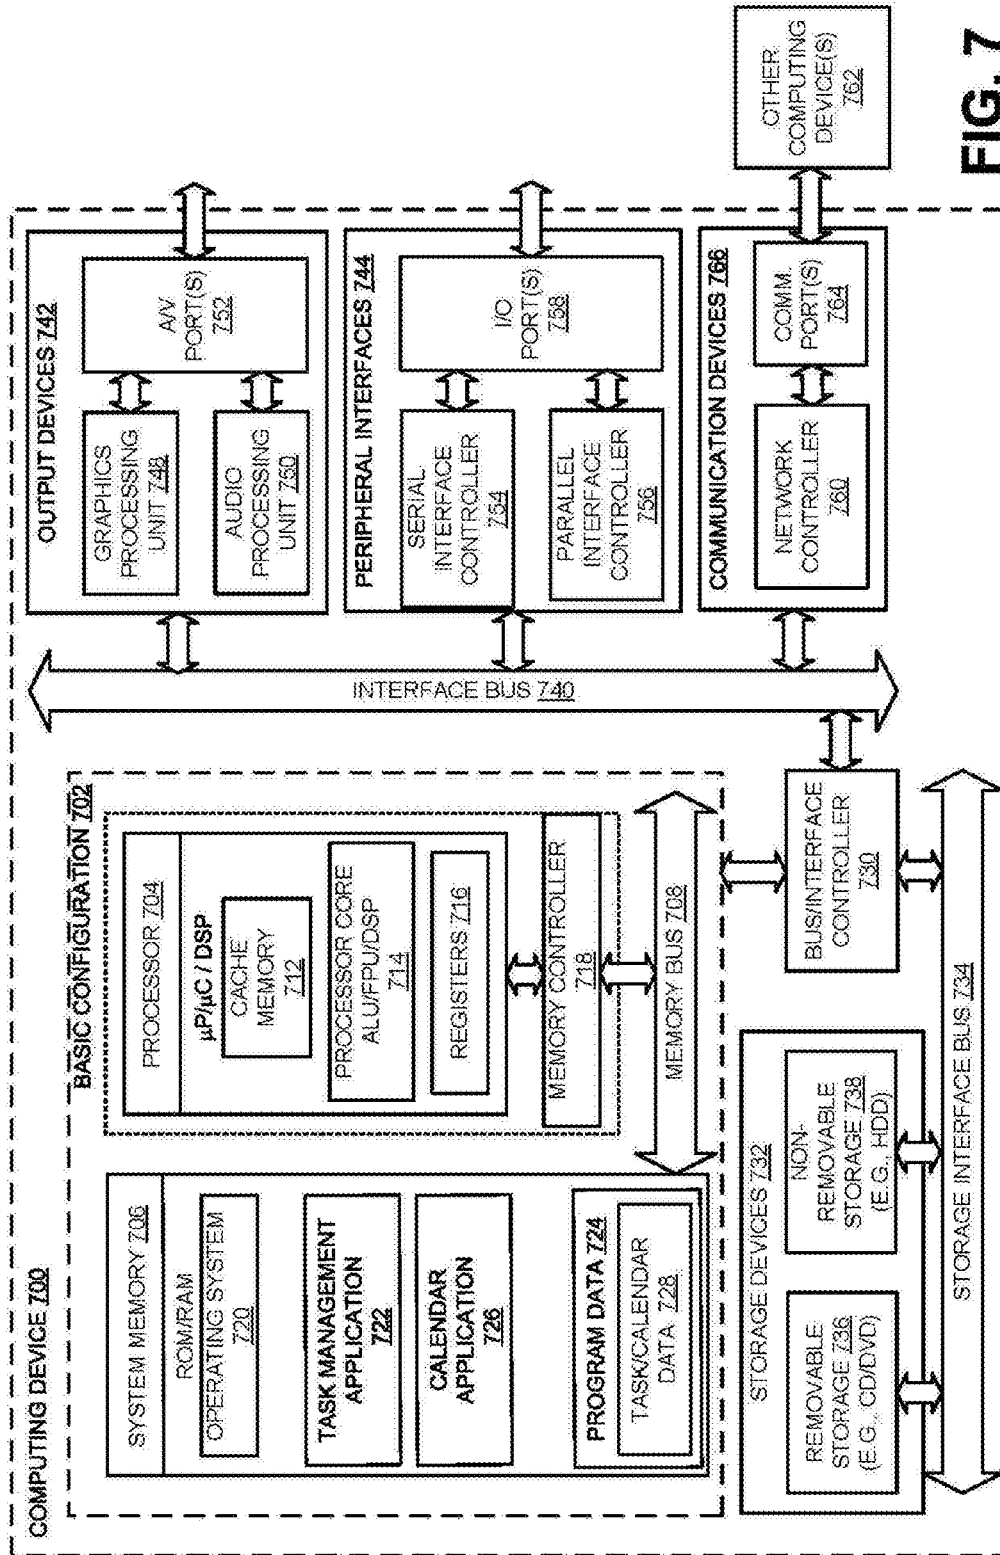 COMPUTING DEVICE 700
BASIC CONFIGURATION 702
SYSTEM MEMORY 706
ROM/RAM
OPERATING SYSTEM
720
TASK MANAGEMENT
APPLICATION
722
CALENDAR
APPLICATION
726
PROGRAM DATA 724
TASK/CALENDAR
DATA 728
PROCESSOR 704
µP/µC / DSP
CACHE
MEMORY
712
PROCESSOR CORE
ALU/FPU/DSP
714
REGISTERS 716
MEMORY CONTROLLER
718
MEMORY BUS 708
STORAGE DEVICES 732
REMOVABLE
STORAGE 736
(E.G., CD/DVD)
NON-
REMOVABLE
STORAGE 738
(E.G., HDD)
BUS/INTERFACE
CONTROLLER
730
STORAGE INTERFACE BUS 734
INTERFACE BUS 740
OUTPUT DEVICES 742
GRAPHICS
PROCESSING
UNIT 748
AUDIO
PROCESSING
UNIT 750
A/V
PORT(S)
752
PERIPHERAL INTERFACES 744
SERIAL
INTERFACE
CONTROLLER
754
PARALLEL
INTERFACE
CONTROLLER
756
I/O
PORT(S)
758
COMMUNICATION DEVICES 766
NETWORK
CONTROLLER
760
COMM.
PORT(S)
764
OTHER
COMPUTING
DEVICE(S)
762
FIG. 7